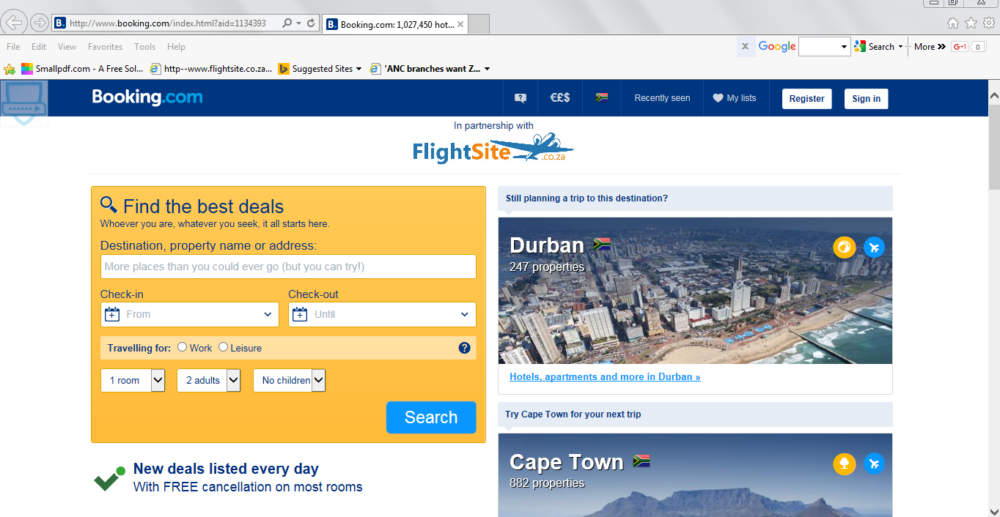 http://www.booking.com/index.html?aid=1134393
B. Booking.com: 1,027,450 hot...
File Edit View Favorites Tools Help
X Google Search More » G+1 0
Smallpdf.com - A Free Sol... http--www.flightsite.co.za... Suggested Sites 'ANC branches want Z...
Booking.com €£$ Recently seen My lists Register Sign in
In partnership with
FlightSite.co.za
Find the best deals
Whoever you are, whatever you seek, it all starts here.
Destination, property name or address:
More places than you could ever go (but you can try!)
Check-in Check-out
From Until
Travelling for: Work Leisure ?
1 room 2 adults No children
Search
New deals listed every day
With FREE cancellation on most rooms
Still planning a trip to this destination?
Durban
247 properties
Hotels, apartments and more in Durban »
Try Cape Town for your next trip
Cape Town
882 properties